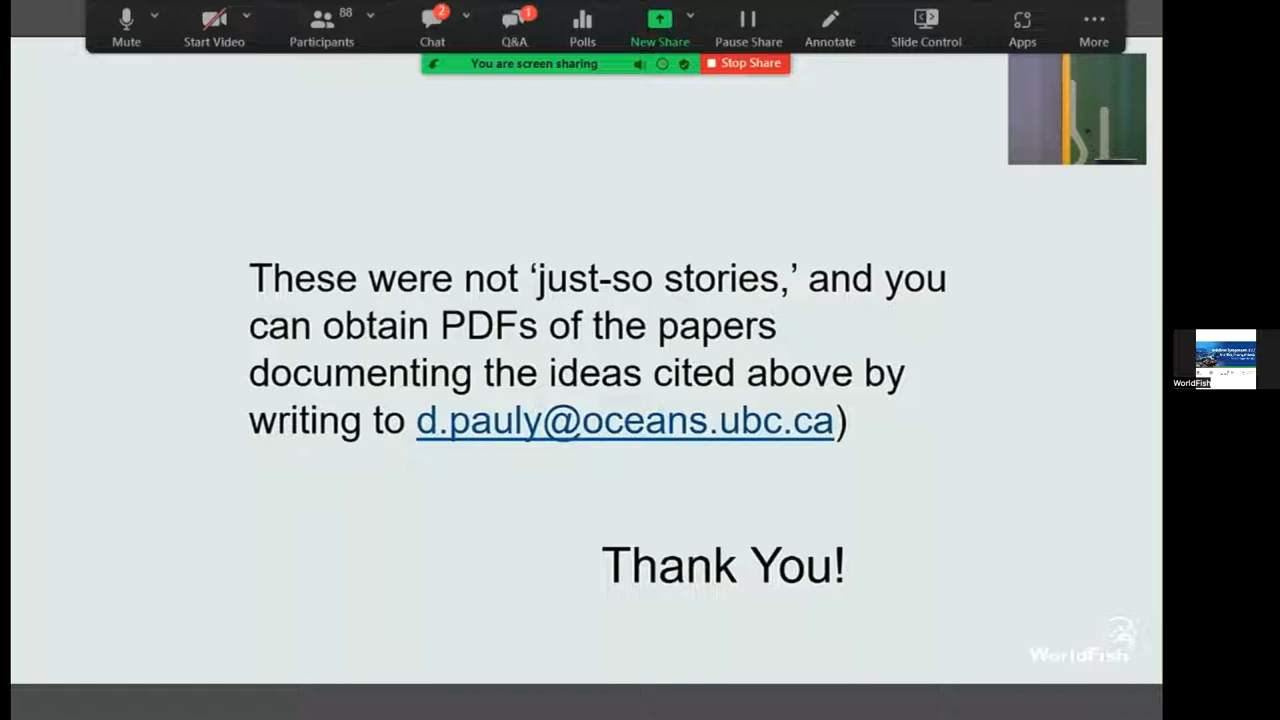 88
2
1
Mute
Start Video
Participants
Chat
Q&A
Polls
New Share
Pause Share
Annotate
Slide Control
Apps
More
You are screen sharing
Stop Share
These were not ‘just-so stories,’ and you
can obtain PDFs of the papers
documenting the ideas cited above by
writing to d.pauly@oceans.ubc.ca)
Thank You!
WorldFish
WorldFish